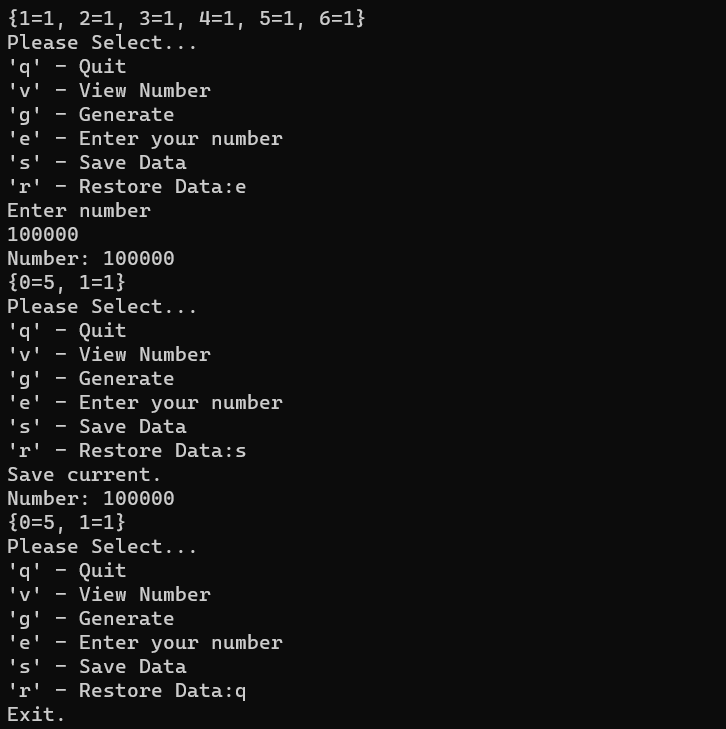 {1=1, 2=1, 3=1, 4=1, 5=1, 6=1}
Please Select...
'q' - Quit
'v' - View Number
'g' - Generate
'e' - Enter your number
's' - Save Data
'r' - Restore Data:e
Enter number
100000
Number: 100000
{0=5, 1=1}
Please Select...
'q' - Quit
'v' - View Number
'g' - Generate
'e' - Enter your number
's' - Save Data
'r' - Restore Data:s
Save current.
Number: 100000
{0=5, 1=1}
Please Select...
'q' - Quit
'v' - View Number
'g' - Generate
'e' - Enter your number
's' - Save Data
'r' - Restore Data:q
Exit.